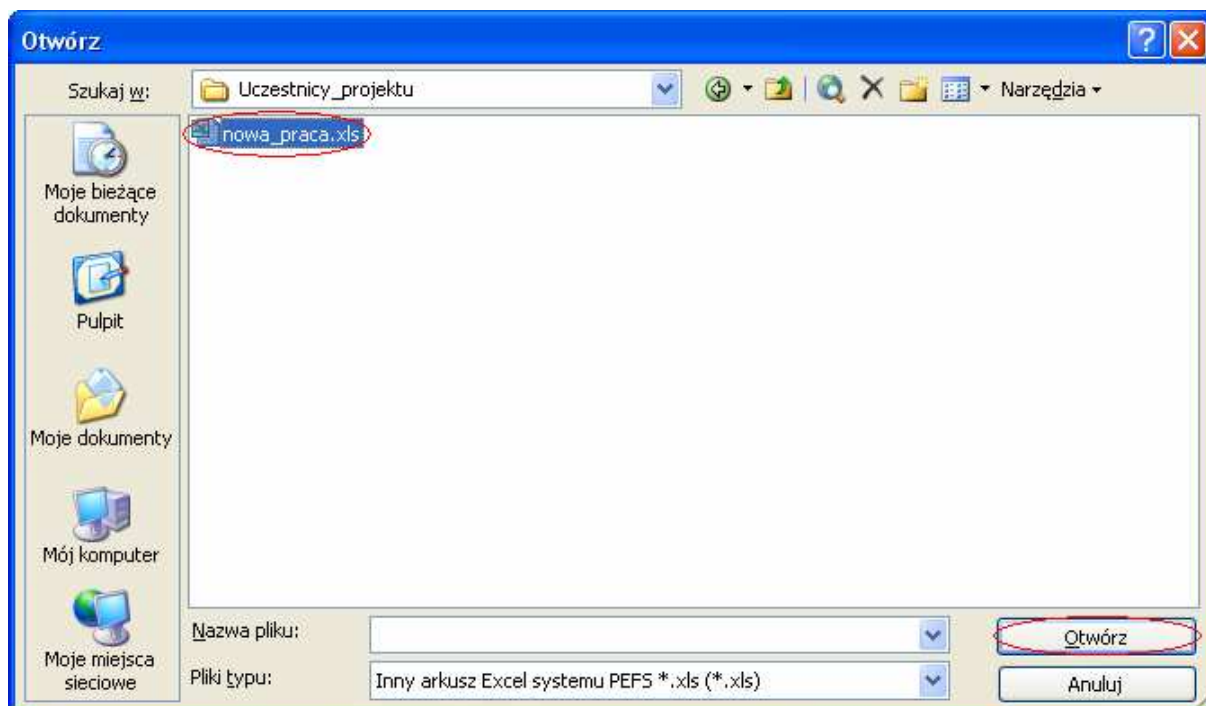 Otwórz
Szukaj w:
Uczestnicy_projektu
Narzędzia
nowa_praca.xls
Moje bieżące
dokumenty
Pulpit
Moje dokumenty
Mój komputer
Moje miejsca
sieciowe
Nazwa pliku:
Otwórz
Pliki typu:
Inny arkusz Excel systemu PEFS *.xls (*.xls)
Anuluj